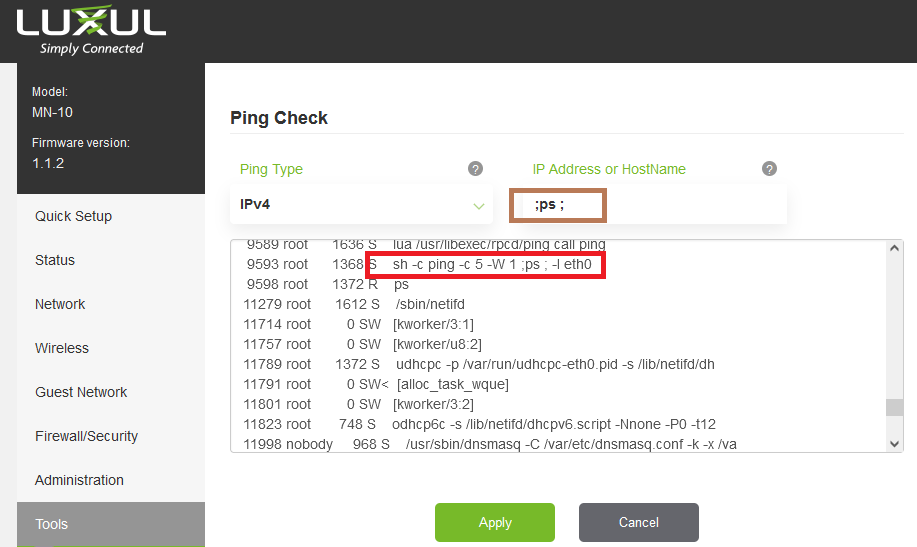 LUXUL
Simply Connected
Model:
MN-10
Firmware version:
1.1.2
Quick Setup
Status
Network
Wireless
Guest Network
Firewall/Security
Administration
Tools
Ping Check
Ping Type ?
IP Address or HostName ?
IPv4
;ps ;
9589 root 1636 S lua /usr/libexec/rpcd/ping call ping
9593 root 1368 S sh -c ping -c 5 -W 1 ;ps ; -I eth0
9598 root 1372 R ps
11279 root 1612 S /sbin/netifd
11714 root 0 SW [kworker/3:1]
11757 root 0 SW [kworker/u8:2]
11789 root 1372 S udhcpc -p /var/run/udhcpc-eth0.pid -s /lib/netifd/dh
11791 root 0 SW< [alloc_task_wque]
11801 root 0 SW [kworker/3:2]
11823 root 748 S odhcp6c -s /lib/netifd/dhcpv6.script -Nnone -P0 -t12
11998 nobody 968 S /usr/sbin/dnsmasq -C /var/etc/dnsmasq.conf -k -x /va
Apply
Cancel